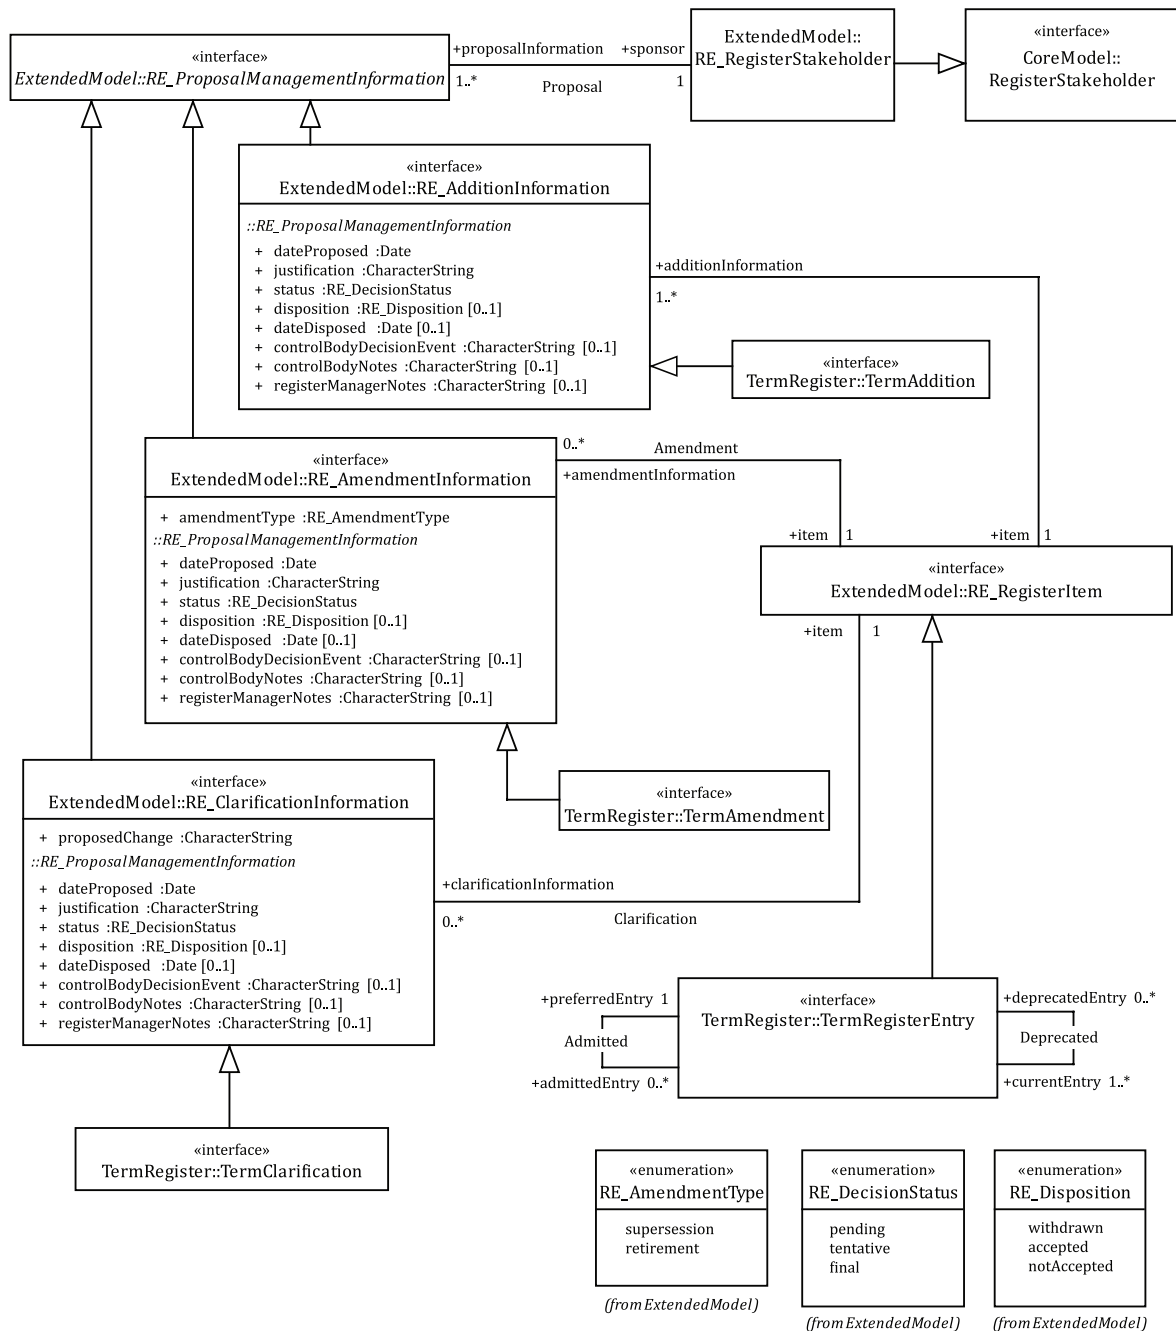 «interface»
ExtendedModel::RE_ProposalManagementInformation
+proposalInformation
+sponsor
1..*
Proposal
1
ExtendedModel::
RE_RegisterStakeholder
«interface»
CoreModel::
RegisterStakeholder
«interface»
ExtendedModel::RE_AdditionInformation
::RE_ProposalManagementInformation
+ dateProposed :Date
+ justification :CharacterString
+ status :RE_DecisionStatus
+ disposition :RE_Disposition [0..1]
+ dateDisposed :Date [0..1]
+ controlBodyDecisionEvent :CharacterString [0..1]
+ controlBodyNotes :CharacterString [0..1]
+ registerManagerNotes :CharacterString [0..1]
+additionInformation
1..*
«interface»
TermRegister::TermAddition
«interface»
ExtendedModel::RE_AmendmentInformation
+ amendmentType :RE_AmendmentType
::RE_ProposalManagementInformation
+ dateProposed :Date
+ justification :CharacterString
+ status :RE_DecisionStatus
+ disposition :RE_Disposition [0..1]
+ dateDisposed :Date [0..1]
+ controlBodyDecisionEvent :CharacterString [0..1]
+ controlBodyNotes :CharacterString [0..1]
+ registerManagerNotes :CharacterString [0..1]
0..*
Amendment
+amendmentInformation
+item 1
+item 1
«interface»
ExtendedModel::RE_RegisterItem
+item 1
«interface»
TermRegister::TermAmendment
«interface»
ExtendedModel::RE_ClarificationInformation
+ proposedChange :CharacterString
::RE_ProposalManagementInformation
+ dateProposed :Date
+ justification :CharacterString
+ status :RE_DecisionStatus
+ disposition :RE_Disposition [0..1]
+ dateDisposed :Date [0..1]
+ controlBodyDecisionEvent :CharacterString [0..1]
+ controlBodyNotes :CharacterString [0..1]
+ registerManagerNotes :CharacterString [0..1]
+clarificationInformation
0..*
Clarification
«interface»
TermRegister::TermClarification
+preferredEntry 1
Admitted
+admittedEntry 0..*
«interface»
TermRegister::TermRegisterEntry
+deprecatedEntry 0..*
Deprecated
+currentEntry 1..*
«enumeration»
RE_AmendmentType
supersession
retirement
(from ExtendedModel)
«enumeration»
RE_DecisionStatus
pending
tentative
final
(from ExtendedModel)
«enumeration»
RE_Disposition
withdrawn
accepted
notAccepted
(from ExtendedModel)